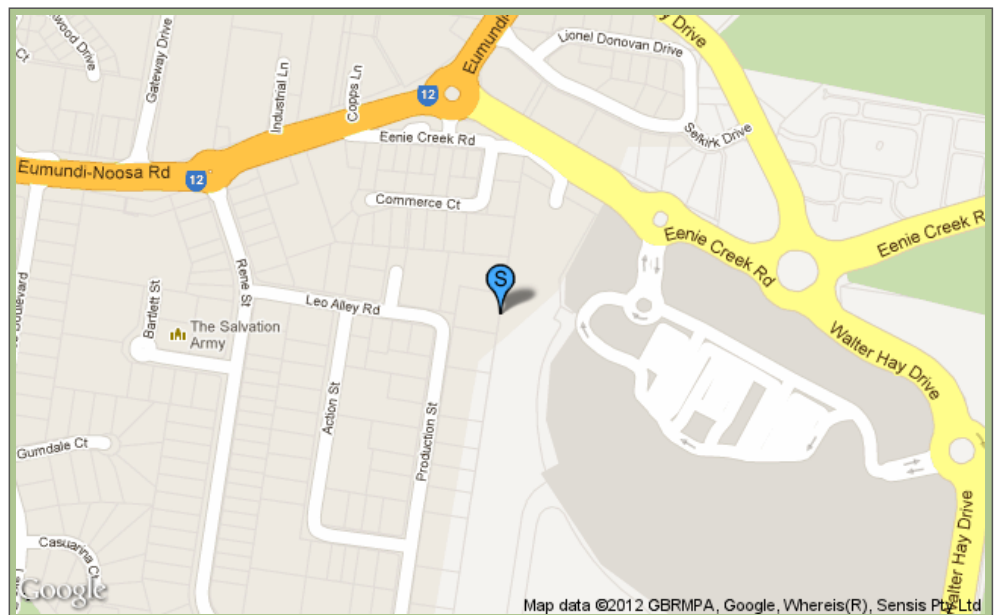 wood Drive
Ct
Gateway Drive
Industrial Ln
Copps Ln
12
Eumundi
Lionel Donovan Drive
y Drive
Selkirk Drive
Eenie Creek Rd
Eumundi-Noosa Rd
12
Commerce Ct
Eenie Creek Rd
Eenie Creek R
Boulevard
Bartlett St
Rene St
Leo Alley Rd
S
The Salvation
Army
Walter Hay Drive
Action St
Production St
Gumdale Ct
Casuarina Ct
Walter Hay Drive
Google
Map data ©2012 GBRMPA, Google, Whereis(R), Sensis Pty Ltd